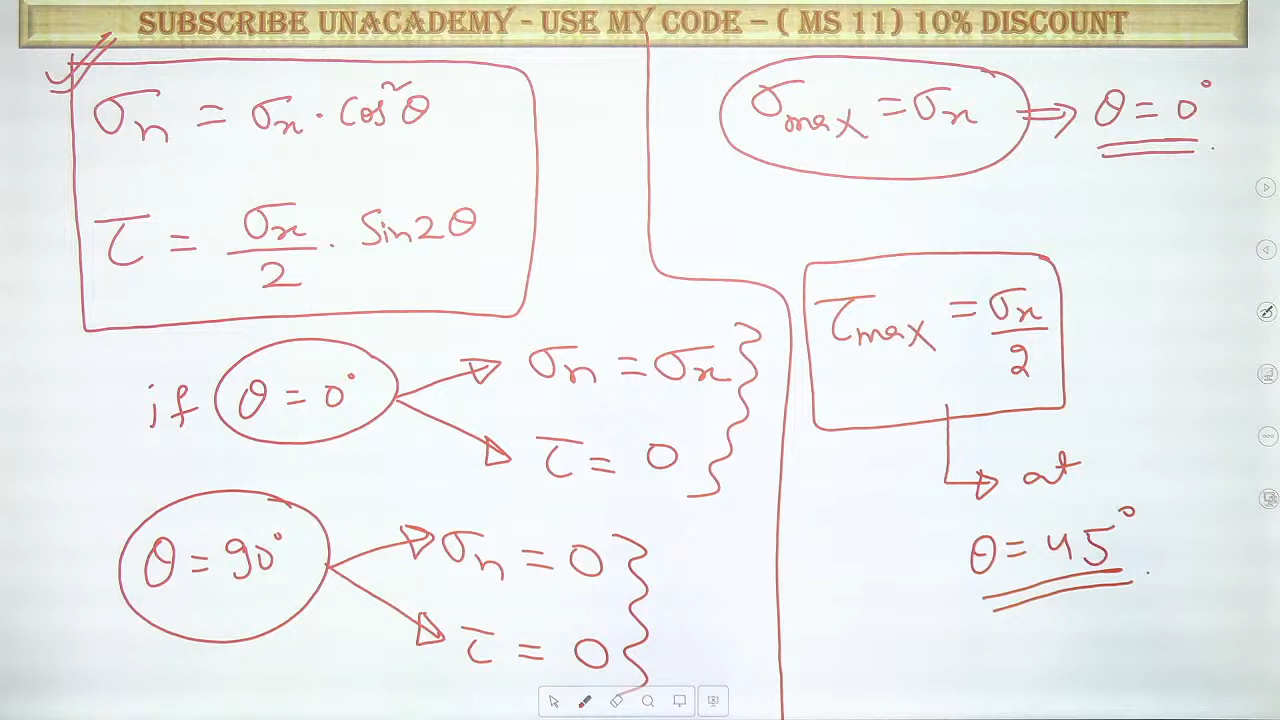 SUBSCRIBE UNACADEMY - USE MY CODE – ( MS 11) 10% DISCOUNT
σn = σx · cos²θ
τ = σx/2 · Sin2θ
if θ = 0° σn = σx
τ = 0
θ = 90° σn = 0
τ = 0
σmax = σx ⇒ θ = 0°
τmax = σx/2
at
θ = 45°